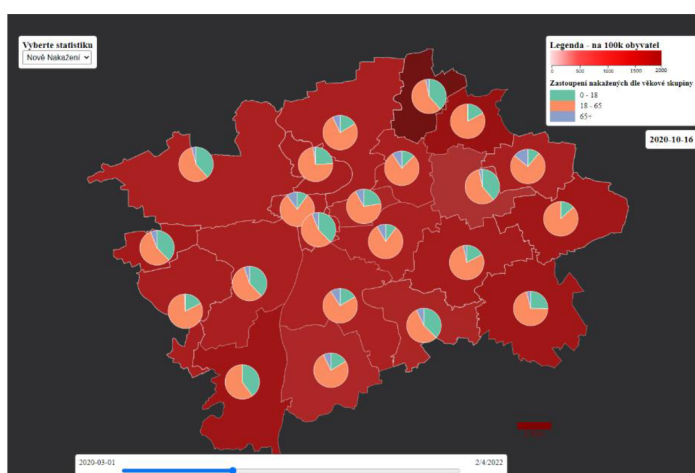 Vyberte statistiku
Nově Nakažení
Legenda - na 100k obyvatel
0 500 1000 1500 2000
Zastoupení nakažených dle věkové skupiny
0 - 18
18 - 65
65+
2020-10-16
2020-03-01 2/4/2022